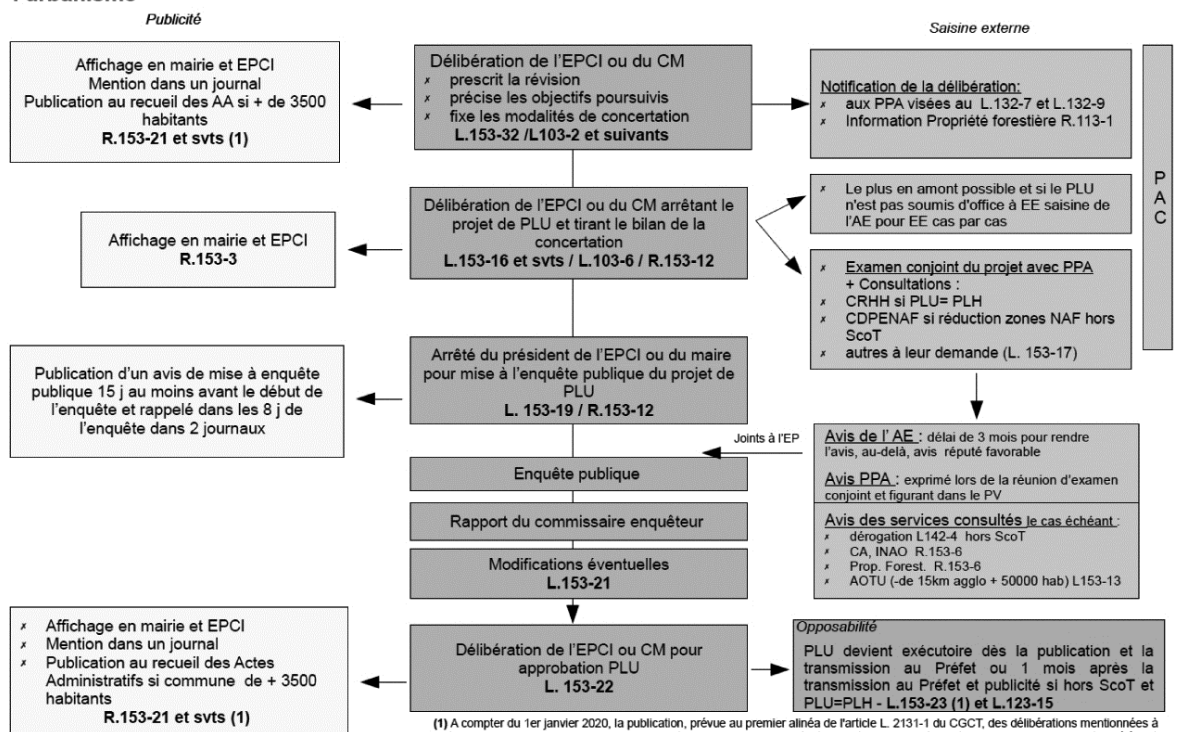 Publicité
Saisine externe
Affichage en mairie et EPCI
Mention dans un journal
Publication au recueil des AA si + de 3500
habitants
R.153-21 et svts (1)
Délibération de l'EPCI ou du CM
✗ prescrit la révision
✗ précise les objectifs poursuivis
✗ fixe les modalités de concertation
L.153-32 /L103-2 et suivants
Notification de la délibération:
✗ aux PPA visées au L.132-7 et L.132-9
✗ Information Propriété forestière R.113-1
P
A
C
Affichage en mairie et EPCI
R.153-3
Délibération de l'EPCI ou du CM arrêtant le
projet de PLU et tirant le bilan de la
concertation
L.153-16 et svts / L.103-6 / R.153-12
✗ Le plus en amont possible et si le PLU
n'est pas soumis d'office à EE saisine de
l'AE pour EE cas par cas
✗ Examen conjoint du projet avec PPA
+ Consultations :
✗ CRHH si PLU= PLH
✗ CDPENAF si réduction zones NAF hors
ScoT
✗ autres à leur demande (L. 153-17)
Publication d'un avis de mise à enquête
publique 15 j au moins avant le début de
l'enquête et rappelé dans les 8 j de
l'enquête dans 2 journaux
Arrêté du président de l'EPCI ou du maire
pour mise à l'enquête publique du projet de
PLU
L. 153-19 / R.153-12
Joints à l'EP
Avis de l' AE : délai de 3 mois pour rendre
l'avis, au-delà, avis réputé favorable
Avis PPA : exprimé lors de la réunion d'examen
conjoint et figurant dans le PV
Avis des services consultés le cas échéant :
✗ dérogation L142-4 hors ScoT
✗ CA, INAO R.153-6
✗ Prop. Forest. R.153-6
✗ AOTU (-de 15km agglo + 50000 hab) L153-13
Enquête publique
Rapport du commissaire enquêteur
Modifications éventuelles
L.153-21
✗ Affichage en mairie et EPCI
✗ Mention dans un journal
✗ Publication au recueil des Actes
Administratifs si commune de + 3500
habitants
R.153-21 et svts (1)
Délibération de l'EPCI ou CM pour
approbation PLU
L. 153-22
Opposabilité
PLU devient exécutoire dès la publication et la
transmission au Préfet ou 1 mois après la
transmission au Préfet et publicité si hors ScoT et
PLU=PLH - L.153-23 (1) et L.123-15
(1) A compter du 1er janvier 2020, la publication, prévue au premier alinéa de l'article L. 2131-1 du CGCT, des délibérations mentionnées à